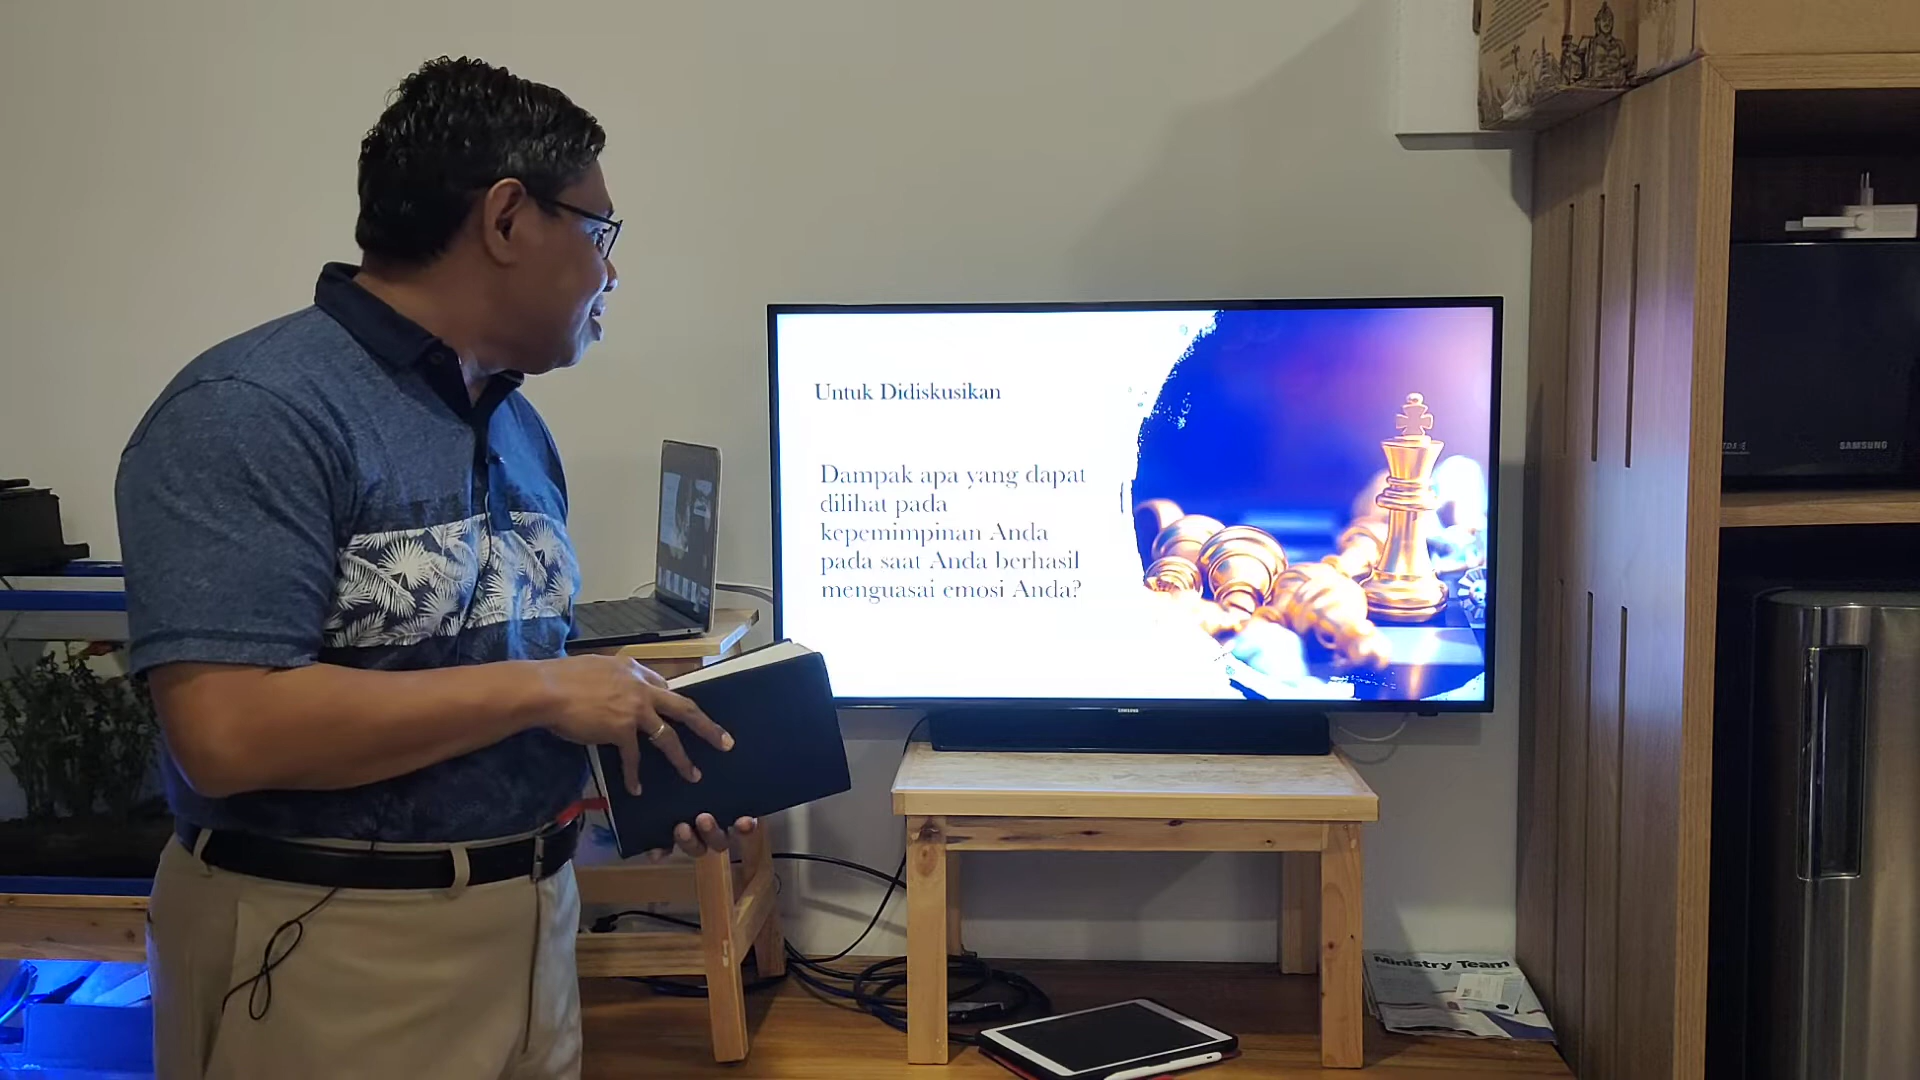 Untuk Didiskusikan
Dampak apa yang dapat
dilihat pada
kepemimpinan Anda
pada saat Anda berhasil
menguasai emosi Anda?
SAMSUNG
SAMSUNG
Ministry Team